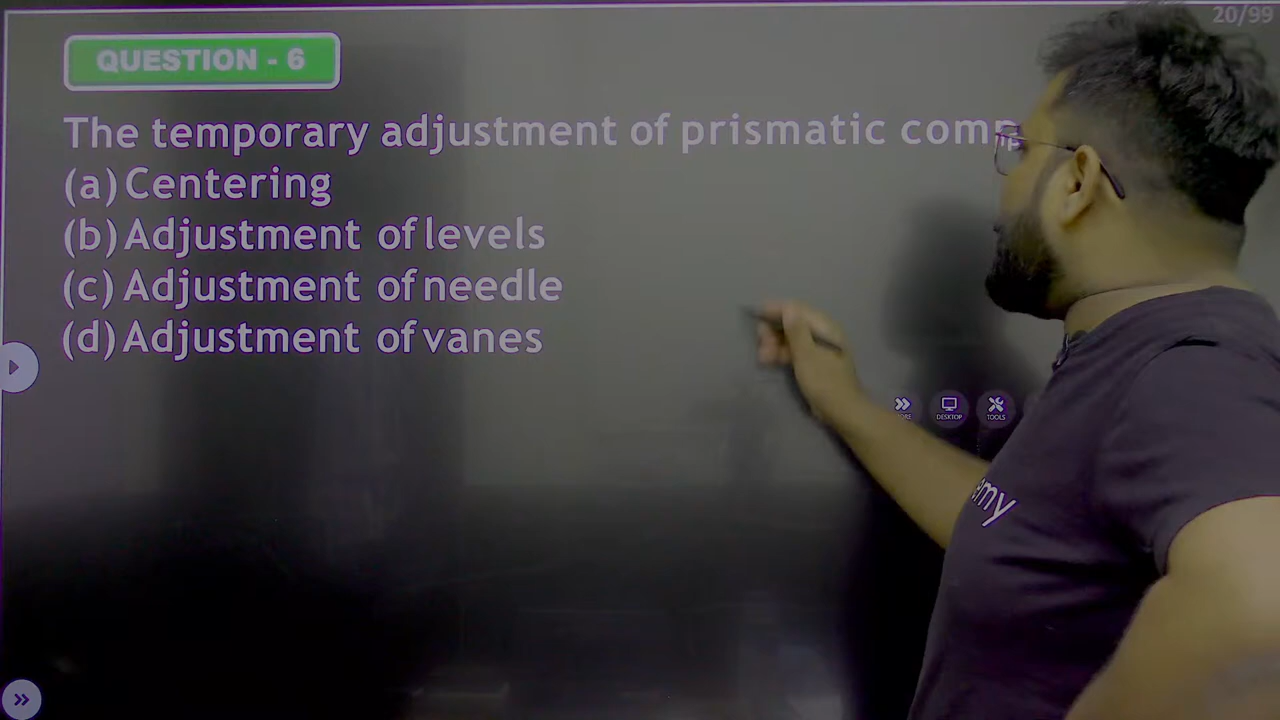 20/99
QUESTION - 6
The temporary adjustment of prismatic comp
(a) Centering
(b) Adjustment of levels
(c) Adjustment of needle
(d) Adjustment of vanes
DESKTOP
TOOLS
emy